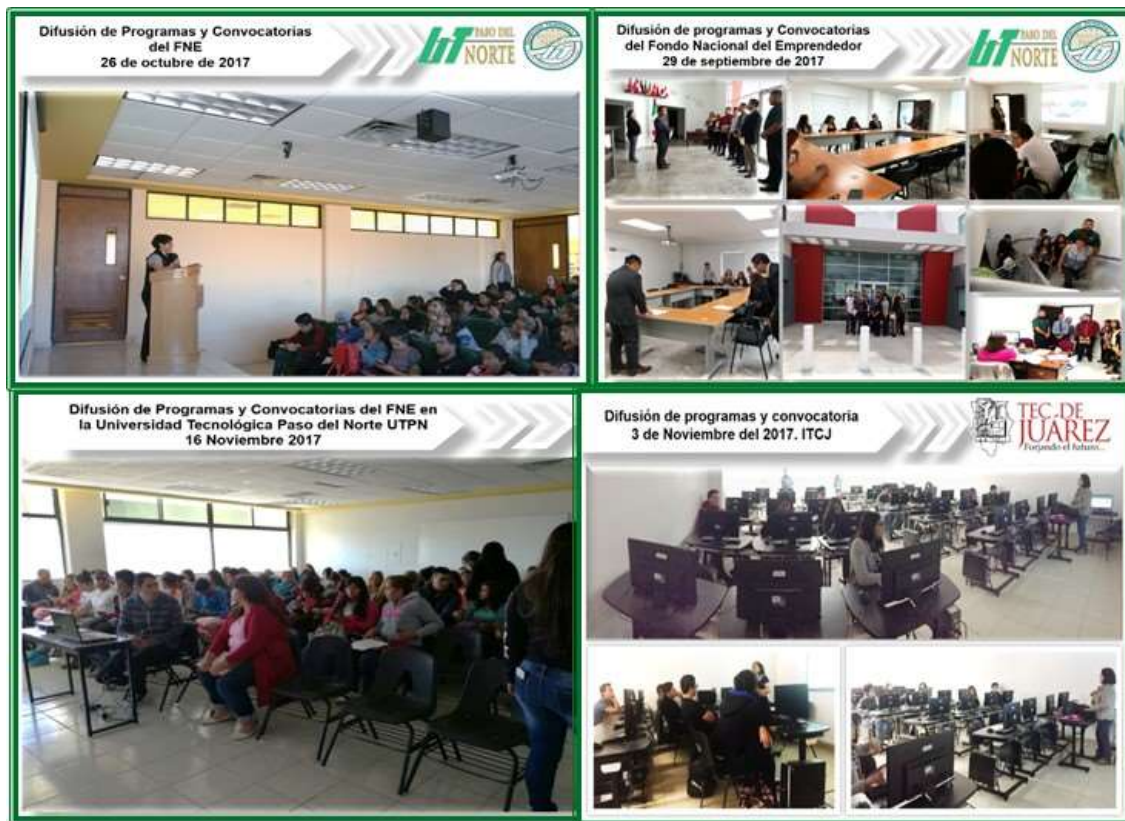 Difusión de Programas y Convocatorias
del FNE
26 de octubre de 2017
UT PASO DEL
NORTE
Difusión de programas y Convocatorias
del Fondo Nacional del Emprendedor
29 de septiembre de 2017
UT PASO DEL
NORTE
Difusión de Programas y Convocatorias del FNE en
la Universidad Tecnológica Paso del Norte UTPN
16 Noviembre 2017
Difusión de programas y convocatoria
3 de Noviembre del 2017. ITCJ
TEC. DE
JUÁREZ
Forjando el futuro...